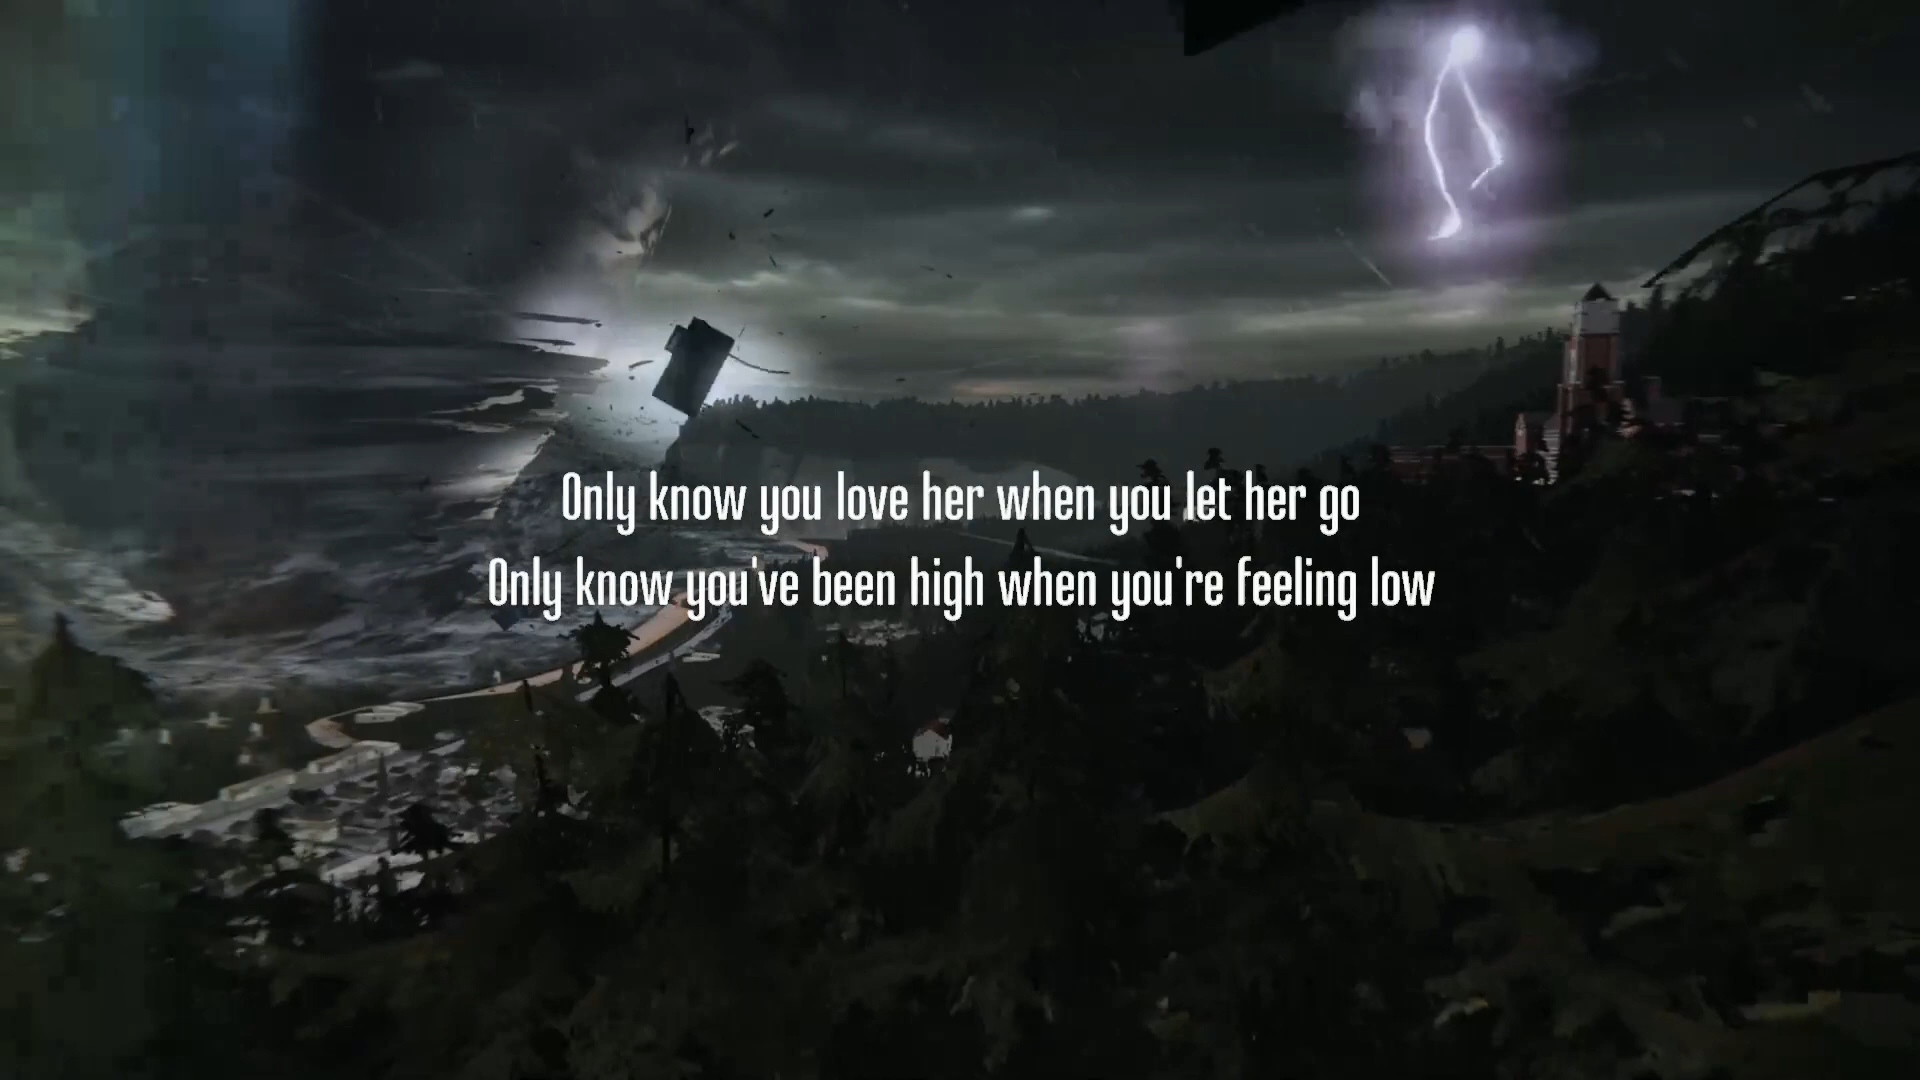 Only know you love her when you let her go
Only know you've been high when you're feeling low